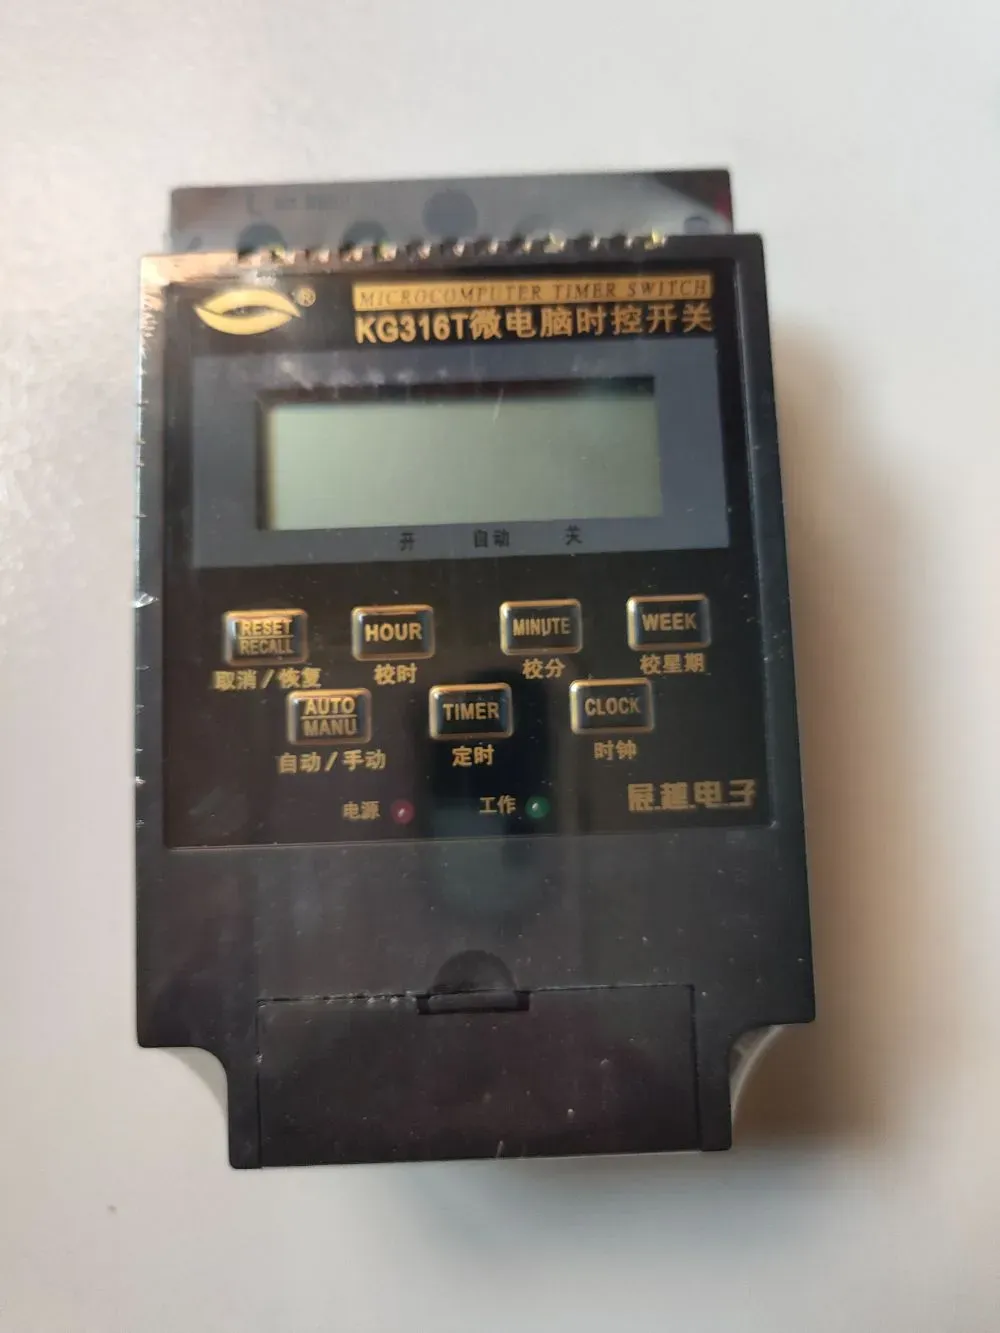 ®
MICROCOMPUTER TIMER SWITCH
KG316T微电脑时控开关
开 自动 关
RESET HOUR MINUTE WEEK
RECALL
取消/恢复 校时 校分 校星期
AUTO TIMER CLOCK
MANU
自动/手动 定时 时钟
电源 工作 展越电子